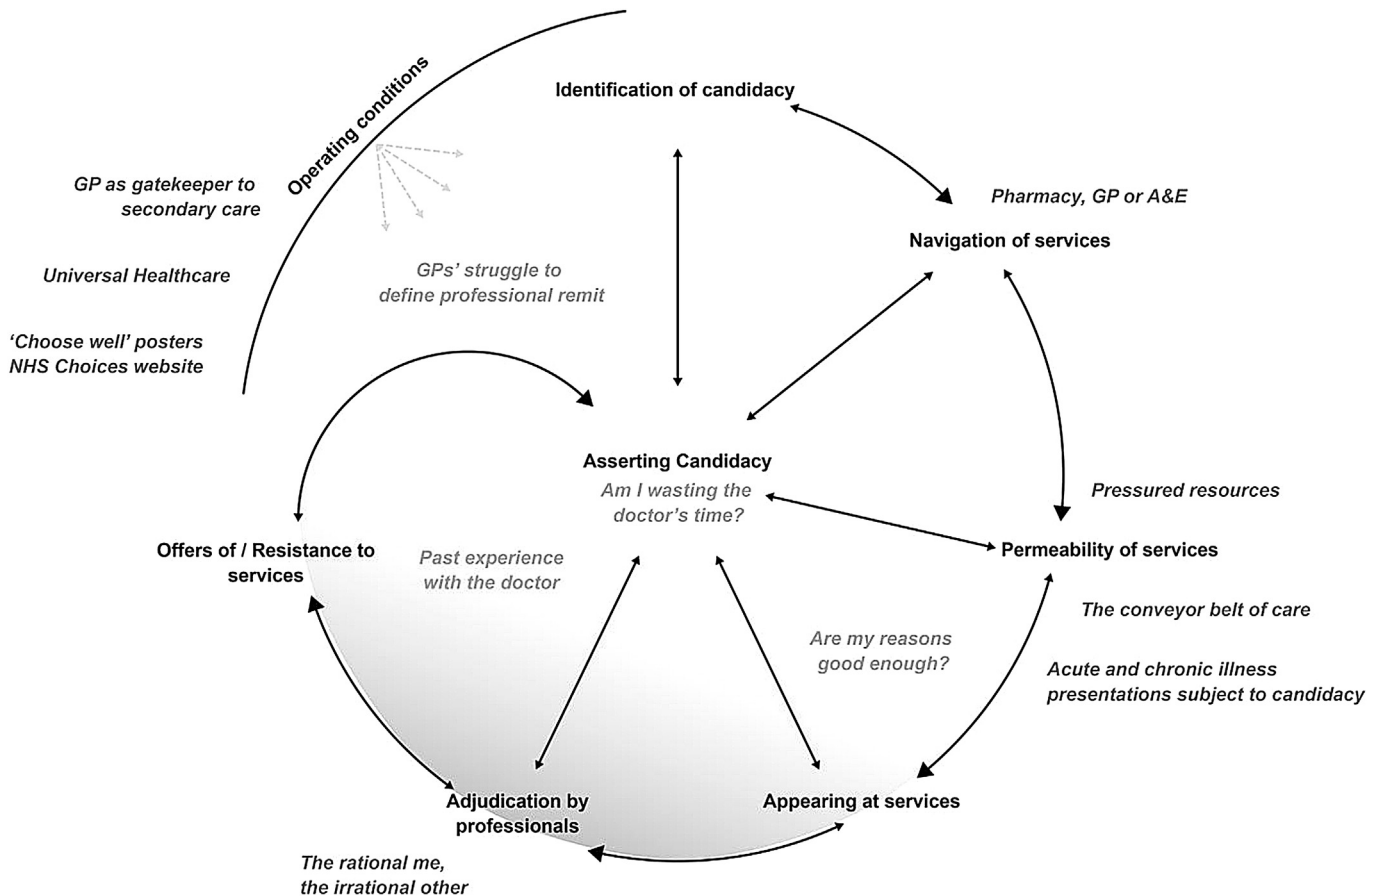 Identification of candidacy
Operating conditions
GP as gatekeeper to
secondary care
Universal Healthcare
‘Choose well’ posters
NHS Choices website
GPs’ struggle to
define professional remit
Pharmacy, GP or A&E
Navigation of services
Asserting Candidacy
Am I wasting the
doctor’s time?
Pressured resources
Permeability of services
The conveyor belt of care
Acute and chronic illness
presentations subject to candidacy
Offers of / Resistance to
services
Past experience
with the doctor
Are my reasons
good enough?
Adjudication by
professionals
Appearing at services
The rational me,
the irrational other